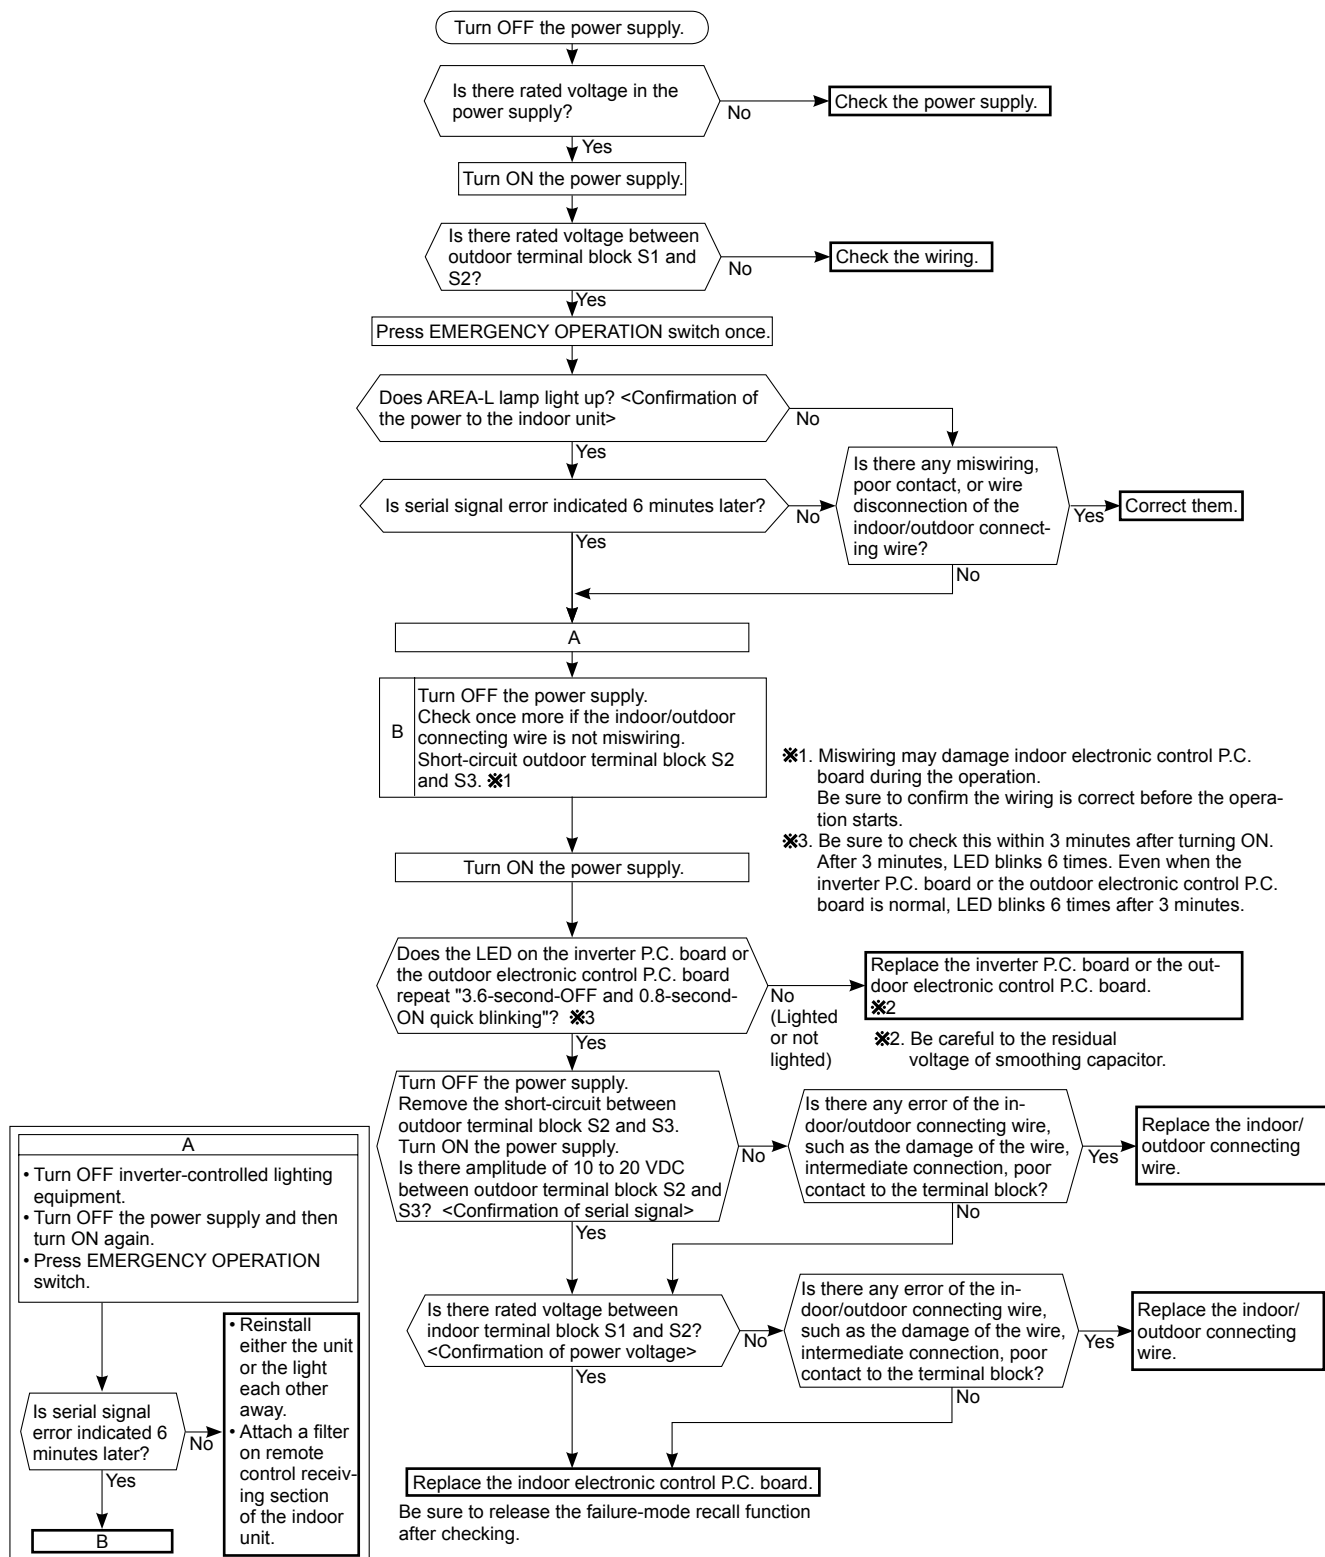 Turn OFF the power supply.
Is there rated voltage in the
power supply?
No
Check the power supply.
Yes
Turn ON the power supply.
Is there rated voltage between
outdoor terminal block S1 and
S2?
No
Check the wiring.
Yes
Press EMERGENCY OPERATION switch once.
Does AREA-L lamp light up? <Confirmation of
the power to the indoor unit>
No
Yes
Is there any miswiring,
poor contact, or wire
disconnection of the
indoor/outdoor connect-
ing wire?
Yes
Correct them.
No
Is serial signal error indicated 6 minutes later?
No
Yes
A
B
Turn OFF the power supply.
Check once more if the indoor/outdoor
connecting wire is not miswiring.
Short-circuit outdoor terminal block S2
and S3. ※1
※1. Miswiring may damage indoor electronic control P.C.
board during the operation.
Be sure to confirm the wiring is correct before the opera-
tion starts.
※3. Be sure to check this within 3 minutes after turning ON.
After 3 minutes, LED blinks 6 times. Even when the
inverter P.C. board or the outdoor electronic control P.C.
board is normal, LED blinks 6 times after 3 minutes.
Turn ON the power supply.
Does the LED on the inverter P.C. board or
the outdoor electronic control P.C. board
repeat "3.6-second-OFF and 0.8-second-
ON quick blinking"? ※3
No
(Lighted
or not
lighted)
Replace the inverter P.C. board or the out-
door electronic control P.C. board.
※2
※2. Be careful to the residual
voltage of smoothing capacitor.
Yes
Turn OFF the power supply.
Remove the short-circuit between
outdoor terminal block S2 and S3.
Turn ON the power supply.
Is there amplitude of 10 to 20 VDC
between outdoor terminal block S2 and
S3? <Confirmation of serial signal>
No
Is there any error of the in-
door/outdoor connecting wire,
such as the damage of the wire,
intermediate connection, poor
contact to the terminal block?
Yes
Replace the indoor/
outdoor connecting
wire.
No
Yes
Is there rated voltage between
indoor terminal block S1 and S2?
<Confirmation of power voltage>
No
Is there any error of the in-
door/outdoor connecting wire,
such as the damage of the wire,
intermediate connection, poor
contact to the terminal block?
Yes
Replace the indoor/
outdoor connecting
wire.
No
Yes
Replace the indoor electronic control P.C. board.
Be sure to release the failure-mode recall function
after checking.
A
• Turn OFF inverter-controlled lighting
equipment.
• Turn OFF the power supply and then
turn ON again.
• Press EMERGENCY OPERATION
switch.
Is serial signal
error indicated 6
minutes later?
No
• Reinstall
either the unit
or the light
each other
away.
• Attach a filter
on remote
control receiv-
ing section
of the indoor
unit.
Yes
B